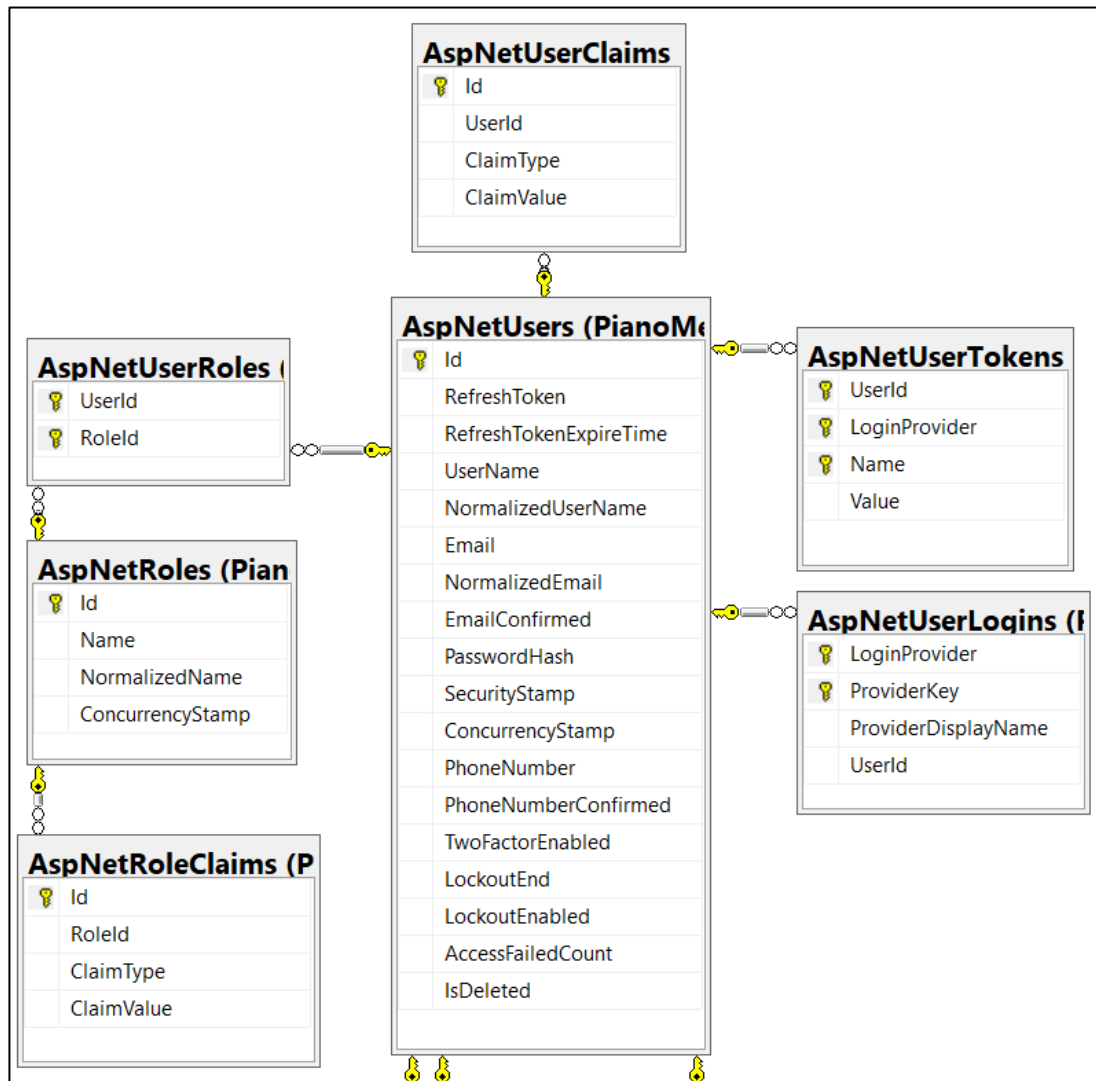 AspNetUserClaims
Id
UserId
ClaimType
ClaimValue
AspNetUsers (PianoMe
Id
RefreshToken
RefreshTokenExpireTime
UserName
NormalizedUserName
Email
NormalizedEmail
EmailConfirmed
PasswordHash
SecurityStamp
ConcurrencyStamp
PhoneNumber
PhoneNumberConfirmed
TwoFactorEnabled
LockoutEnd
LockoutEnabled
AccessFailedCount
IsDeleted
AspNetUserRoles (
UserId
RoleId
AspNetRoles (Pian
Id
Name
NormalizedName
ConcurrencyStamp
AspNetRoleClaims (P
Id
RoleId
ClaimType
ClaimValue
AspNetUserTokens
UserId
LoginProvider
Name
Value
AspNetUserLogins (
LoginProvider
ProviderKey
ProviderDisplayName
UserId